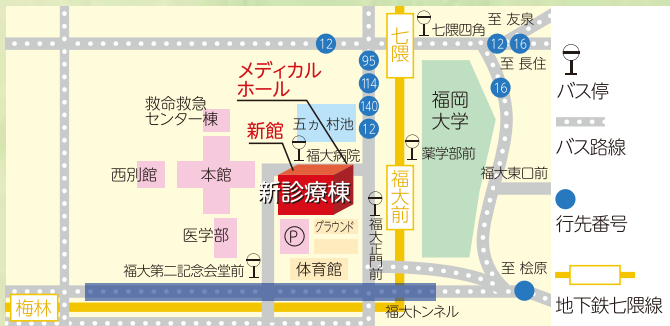 至 友泉
七隈四角
12
12 16
至 長住
七隈
95
114
140
12
16
メディカル
ホール
五か村池
新館
救命救急
センター棟
福岡
大学
福大病院
薬学部前
西別館
本館
福大東口前
新診療棟
福大前
医学部
P
グラウンド
福大正門前
体育館
福大第二記念会堂前
至 桧原
梅林
福大トンネル
バス停
バス路線
行先番号
地下鉄七隈線